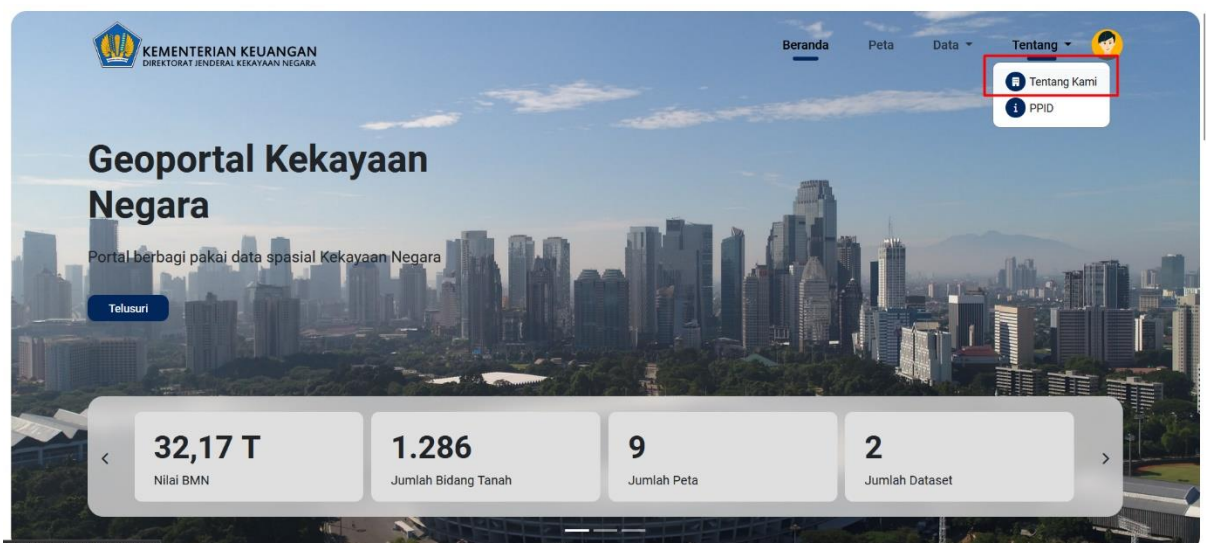 KEMENTERIAN KEUANGAN
DIREKTORAT JENDERAL KEKAYAAN NEGARA
Beranda
Peta
Data
Tentang
Tentang Kami
PPID
Geoportal Kekayaan
Negara
Portal berbagi pakai data spasial Kekayaan Negara
Telusuri
32,17 T
Nilai BMN
1.286
Jumlah Bidang Tanah
9
Jumlah Peta
2
Jumlah Dataset